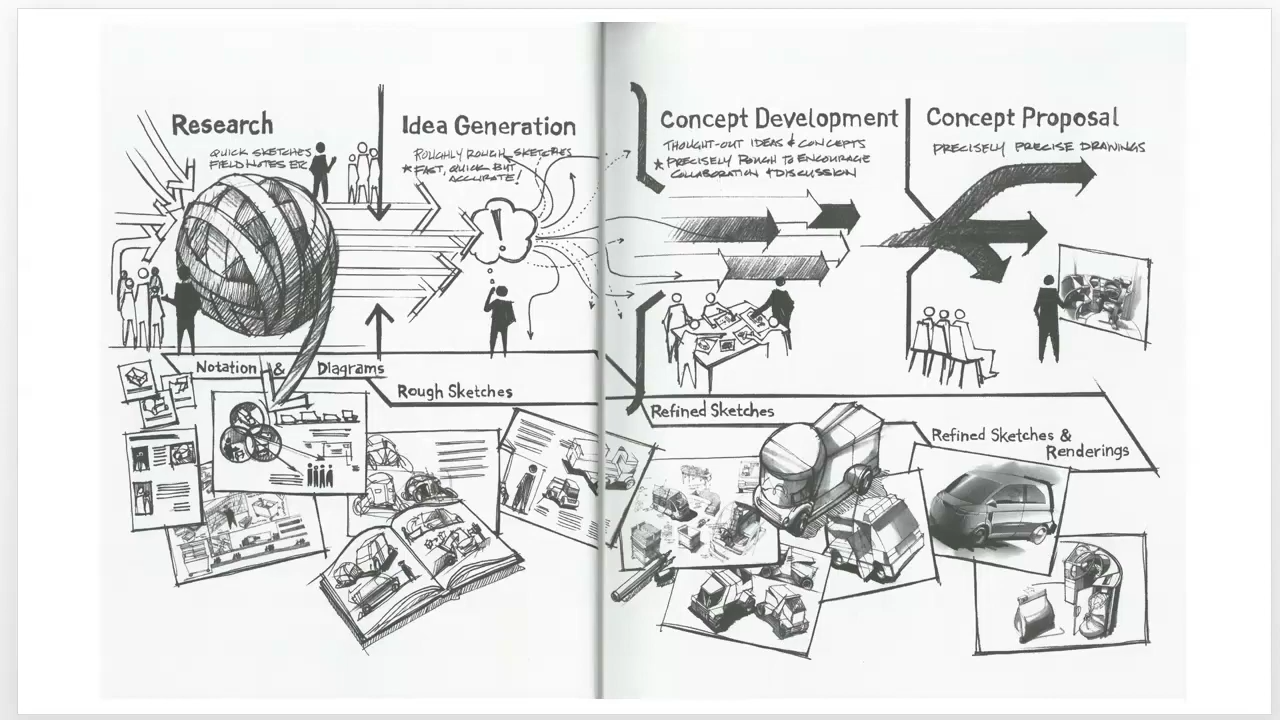 Research
QUICK SKETCHES
FIELD NOTES ETC
Idea Generation
ROUGHLY ROUGH SKETCHES
* FAST, QUICK BUT
ACCURATE!
Concept Development
THOUGHT-OUT IDEAS & CONCEPTS
* PRECISELY ROUGH TO ENCOURAGE
COLLABORATION & DISCUSSION
Concept Proposal
PRECISELY PRECISE DRAWINGS
!
Notation & Diagrams
Rough Sketches
Refined Sketches
Refined Sketches &
Renderings